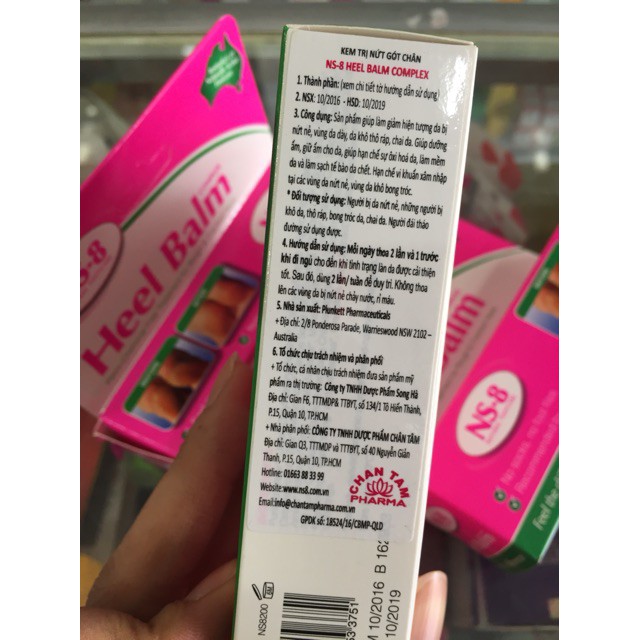 KEM TRỊ NỨT GÓT CHÂN
NS-8 HEEL BALM COMPLEX
1. Thành phần: (xem chi tiết tờ hướng dẫn sử dụng)
2. NSX: 10/2016 - HSD: 10/2019
3. Công dụng: Sản phẩm giúp làm giảm hiện tượng da bị
nứt nẻ, vùng da dày, da khô thô ráp, chai da. Giúp dưỡng
ẩm, giữ ẩm cho da, giúp hạn chế sự ôxi hoá da, làm mềm
da và làm sạch tế bào da chết. Hạn chế vi khuẩn xâm nhập
tại các vùng da nứt nẻ, vùng da khô bong tróc.
* Đối tượng sử dụng: Người bị da nứt nẻ, những người bị
khô da, thô ráp, bong tróc da, chai da. Người đái tháo
đường sử dụng được.
4. Hướng dẫn sử dụng: Mỗi ngày thoa 2 lần và 1 trước
khi đi ngủ cho đến khi tình trạng làn da được cải thiện
tốt. Sau đó, dùng 2 lần/ tuần để duy trì. Không thoa
lên các vùng da bị nứt nẻ chảy nước, rỉ máu.
5. Nhà sản xuất: Plunkett Pharmaceuticals
+ Địa chỉ: 2/8 Ponderosa Parade, Warrieswood NSW 2102 –
Australia
6. Tổ chức chịu trách nhiệm và phân phối
+ Tổ chức, cá nhân chịu trách nhiệm đưa sản phẩm mỹ
phẩm ra thị trường: Công ty TNHH Dược Phẩm Song Hà
Địa chỉ: Gian F6, TTTMDP& TTBYT, số 134/1 Tô Hiến Thành,
P.15, Quận 10, TP.HCM
+ Nhà phân phối: CÔNG TY TNHH DƯỢC PHẨM CHÂN TÂM
Địa chỉ: Gian Q3, TTTMDP và TTBYT, số 40 Nguyễn Giản
Thanh, P.15, Quận 10, TP.HCM
Hotline: 01663 88 33 99
Website:www.ns8.com.vn
Email:info@chantampharma.com.vn
GPDK số: 18524/16/CBMP-QLD
CHAN TAM
PHARMA
NS8200
53-3751
M 10/2016 B 162
10/2019
NS-8
Heel Balm
Balm
NS-8
Feel the